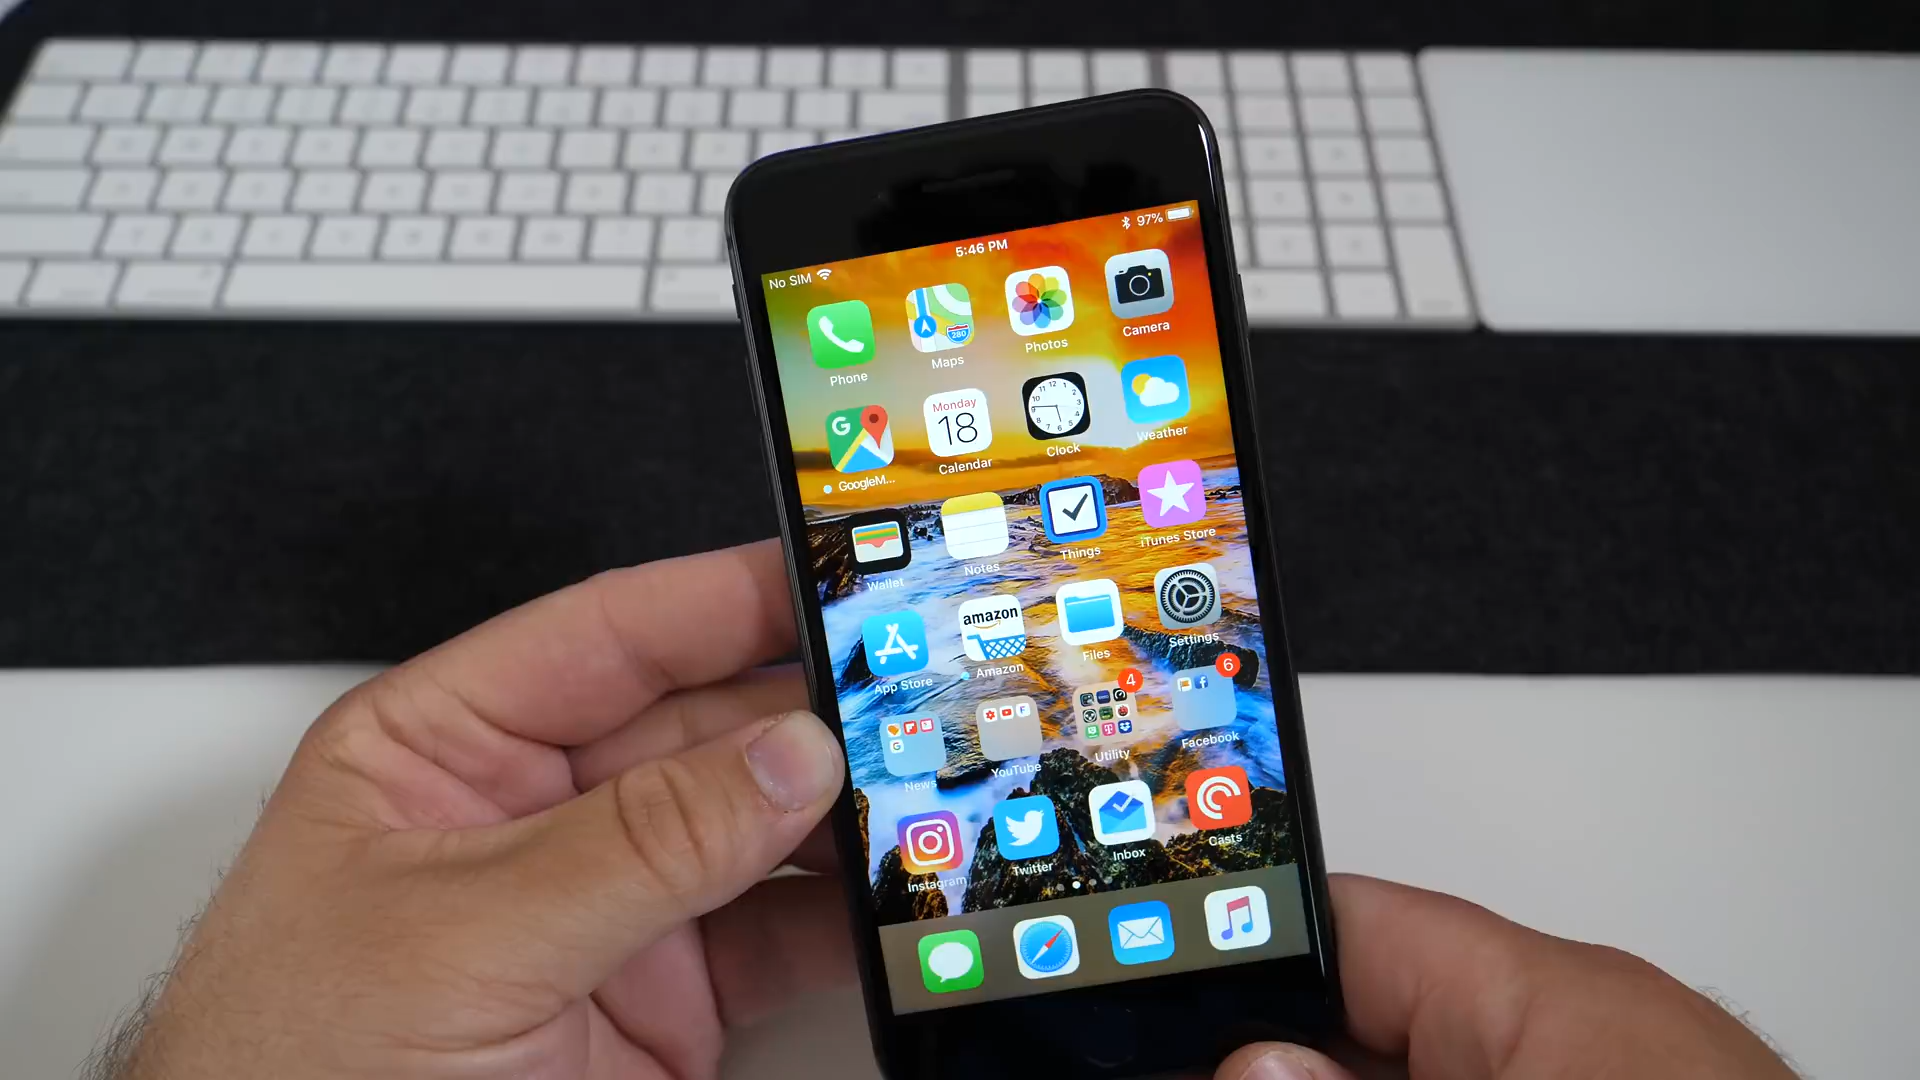 No SIM
5:46 PM
97%
Phone
Maps
280
Photos
Camera
G
GoogleM...
Monday
18
Calendar
Clock
Weather
Wallet
Notes
Things
iTunes Store
App Store
amazon
Amazon
Files
Settings
News
YouTube
4
Utility
6
Facebook
Instagram
Twitter
Inbox
Casts